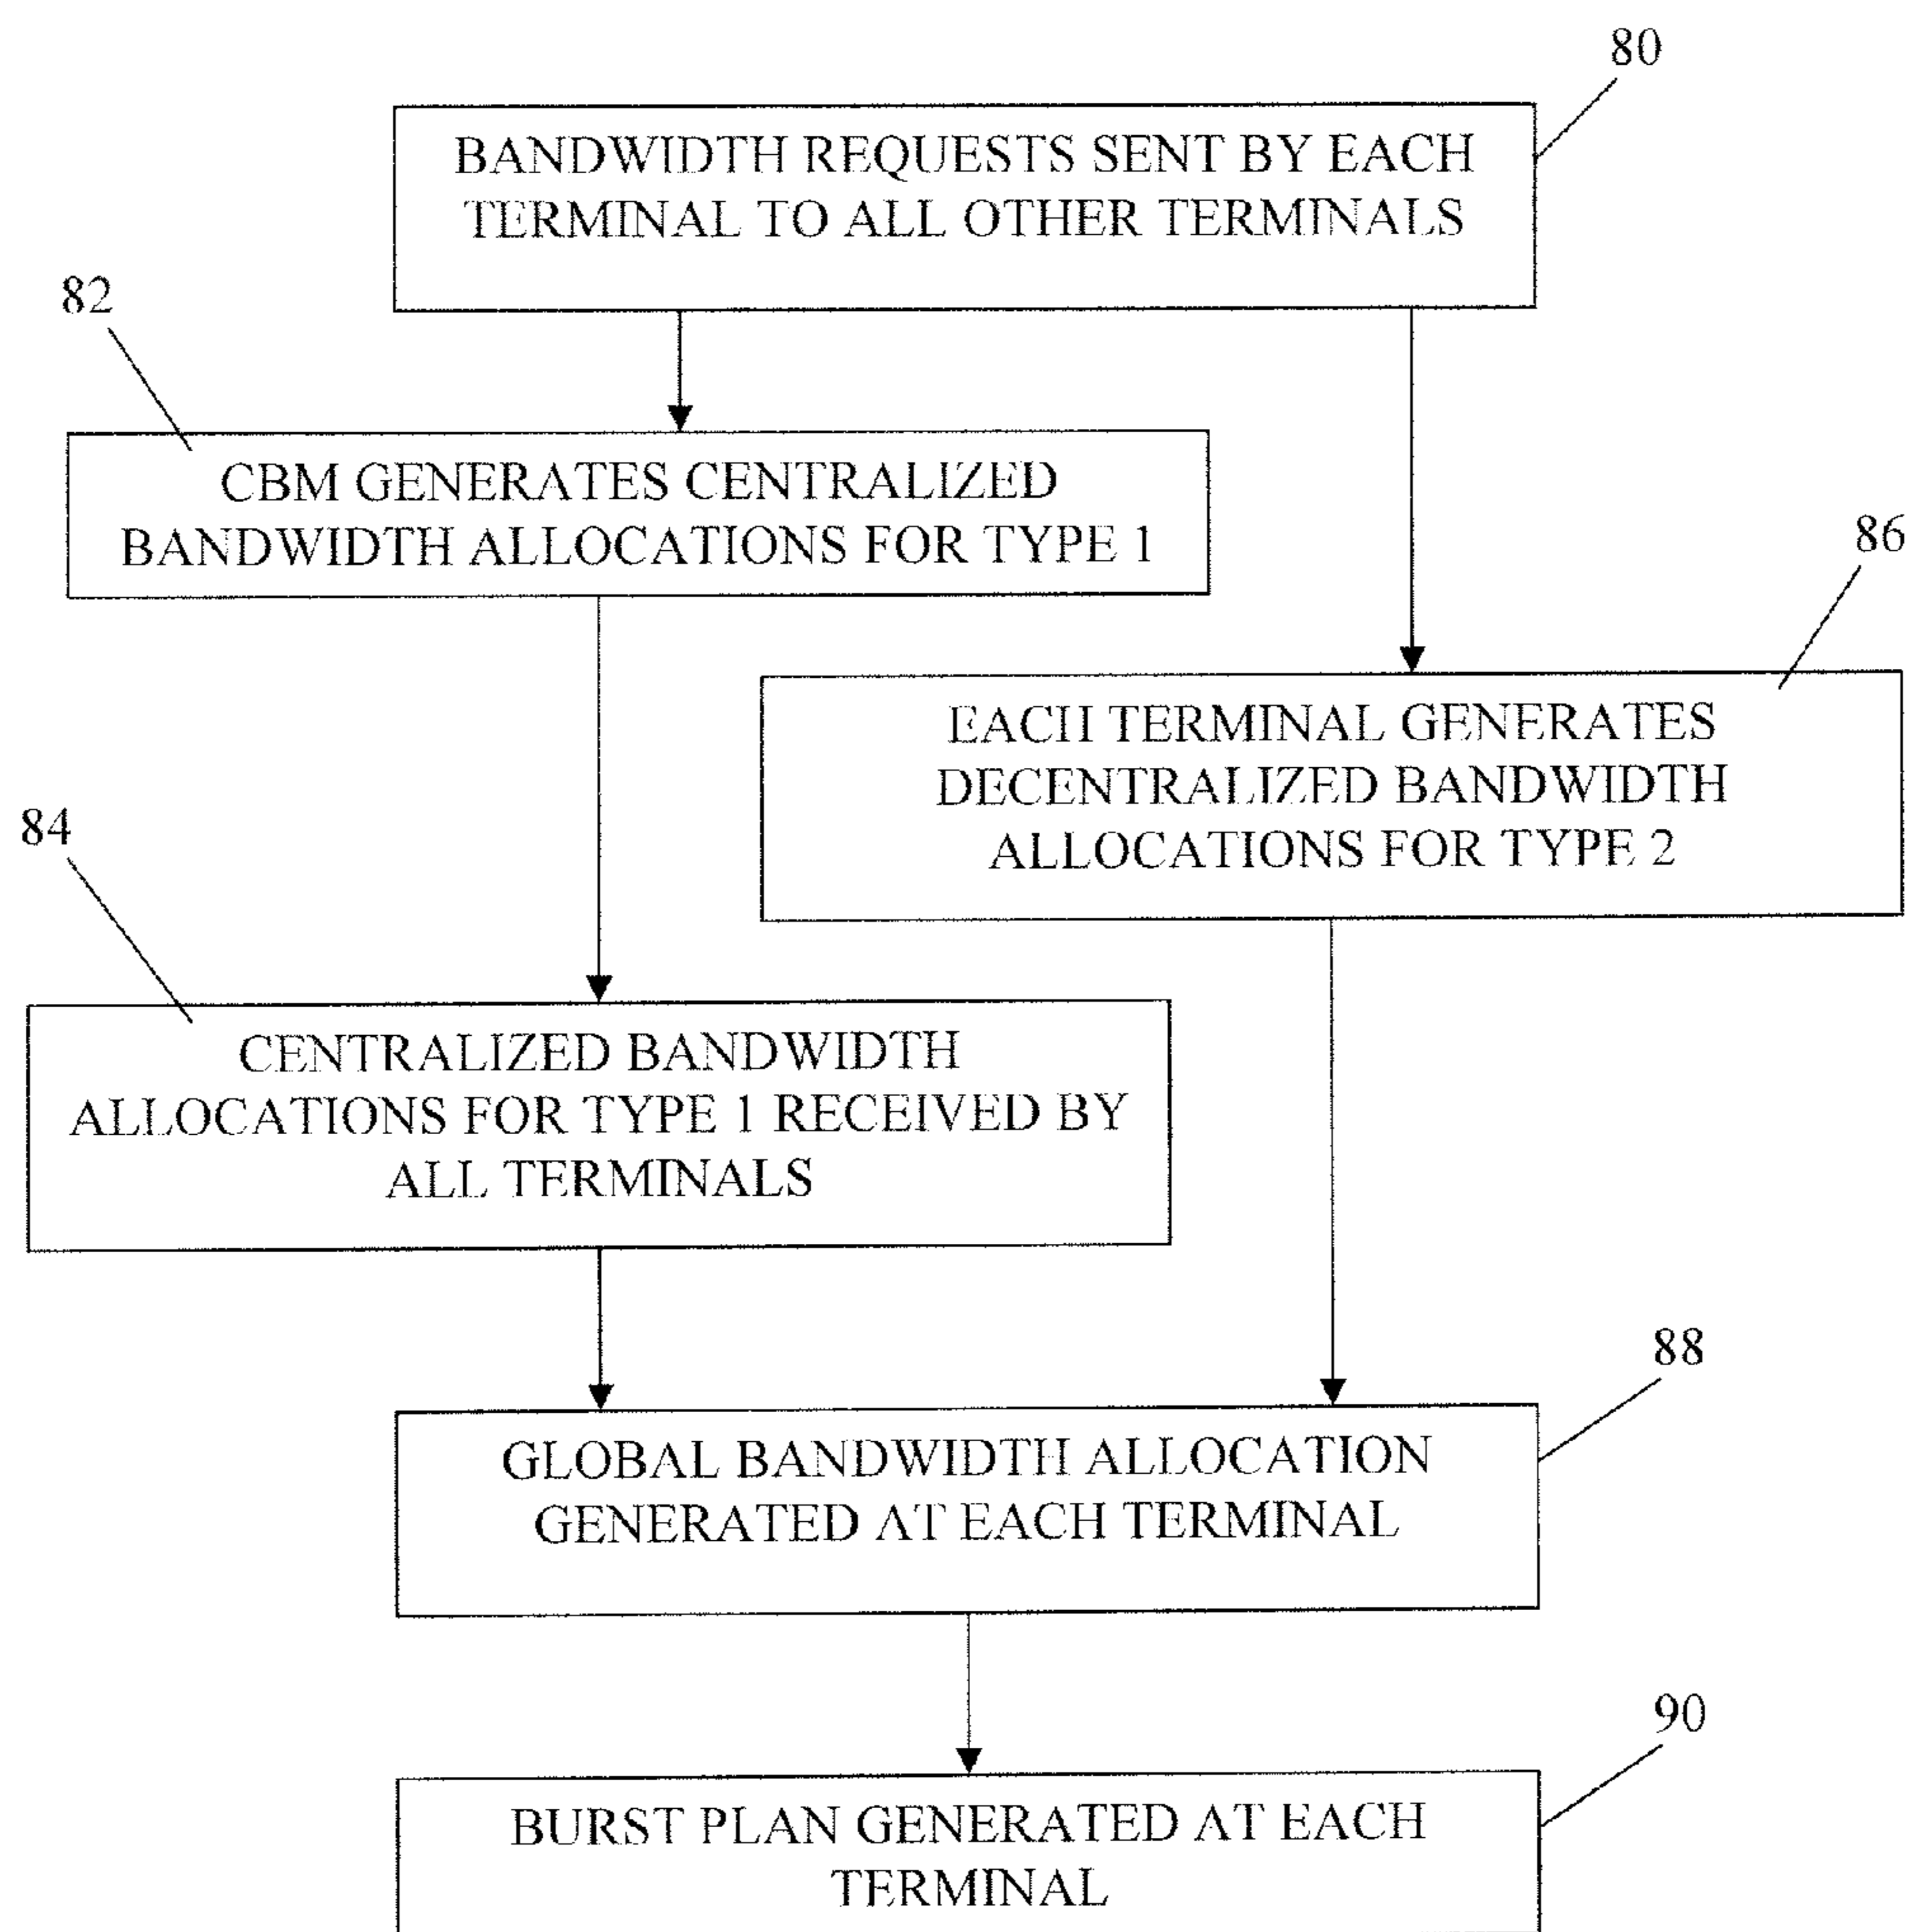 80
BANDWIDTH REQUESTS SENT BY EACH
TERMINAL TO ALL OTHER TERMINALS
82
CBM GENERATES CENTRALIZED
BANDWIDTH ALLOCATIONS FOR TYPE 1
86
EACH TERMINAL GENERATES
DECENTRALIZED BANDWIDTH
ALLOCATIONS FOR TYPE 2
84
CENTRALIZED BANDWIDTH
ALLOCATIONS FOR TYPE 1 RECEIVED BY
ALL TERMINALS
88
GLOBAL BANDWIDTH ALLOCATION
GENERATED AT EACH TERMINAL
90
BURST PLAN GENERATED AT EACH
TERMINAL